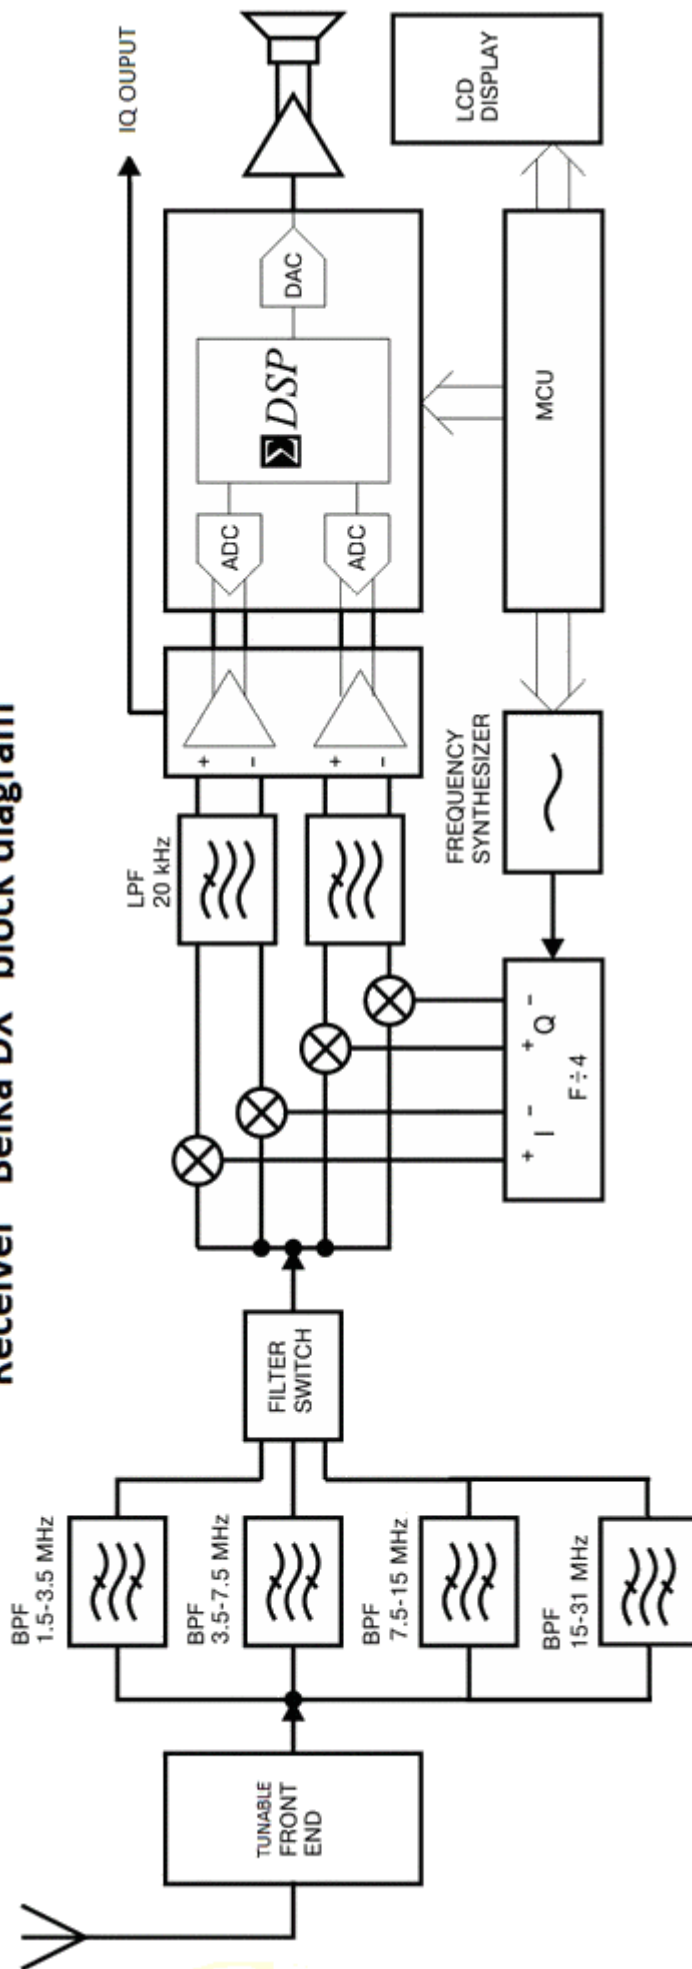 Receiver "Belka DX" block diagram
TUNABLE
FRONT
END
BPF
1.5-3.5 MHz
BPF
3.5-7.5 MHz
BPF
7.5-15 MHz
BPF
15-31 MHz
FILTER
SWITCH
LPF
20 kHz
+ I - + Q -
F÷4
FREQUENCY
SYNTHESIZER
+
-
+
-
IQ OUPUT
ADC
ADC
Σ DSP
DAC
MCU
LCD
DISPLAY